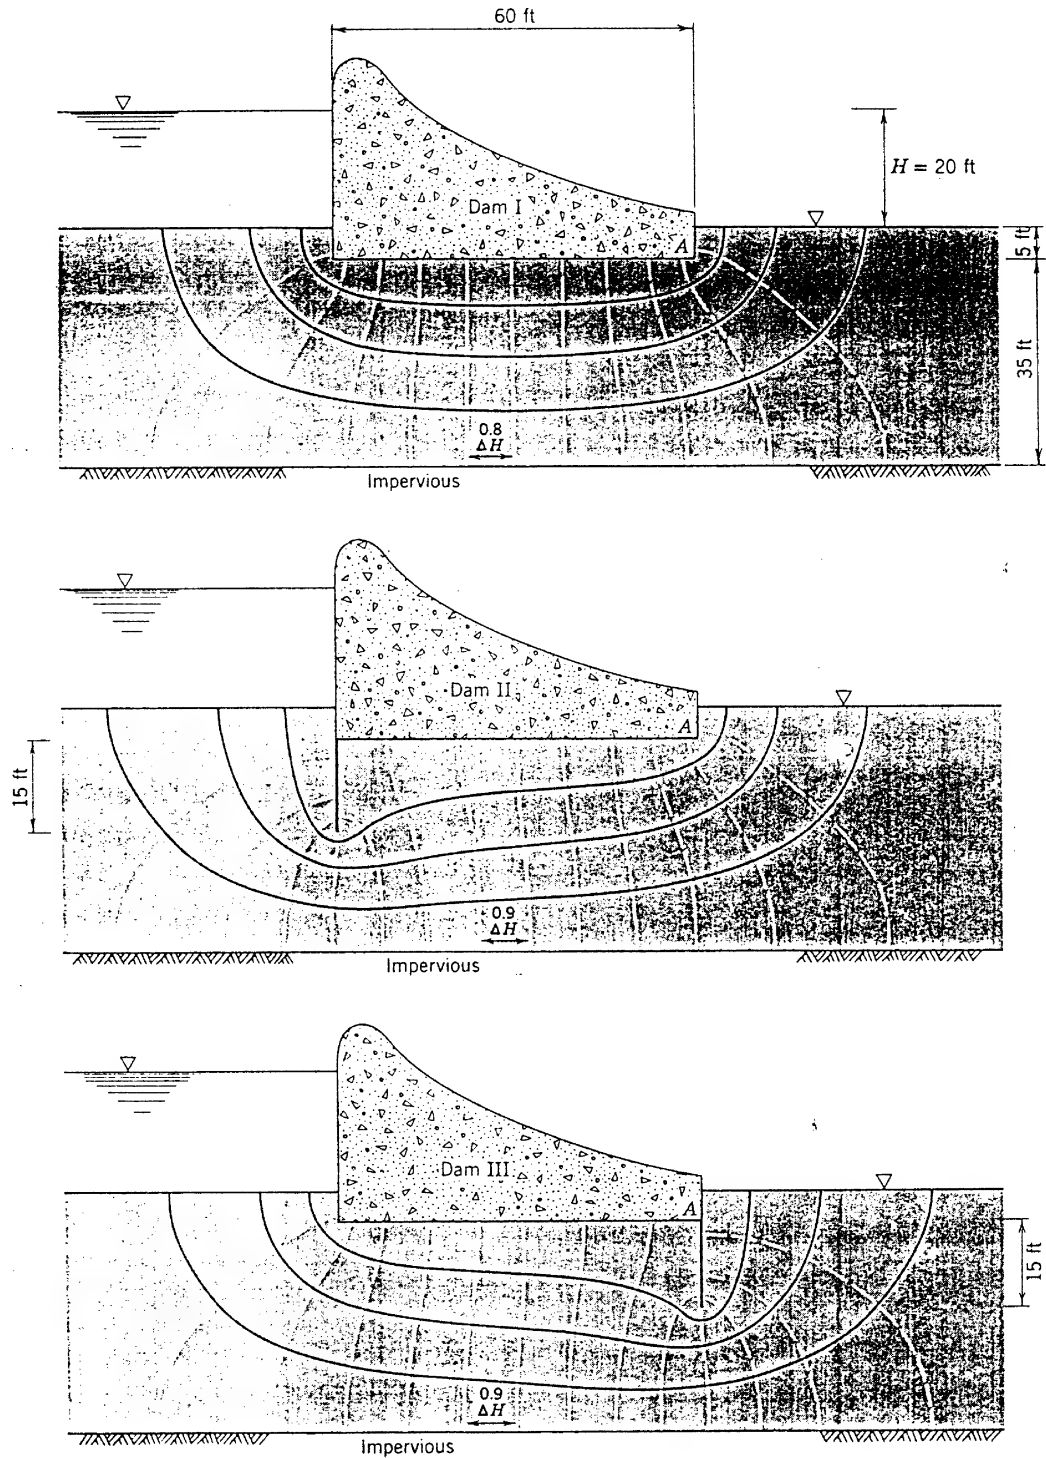 60 ft
H = 20 ft
Dam I
A
5 ft
35 ft
0.8
ΔH
Impervious
Dam II
A
15 ft
0.9
ΔH
Impervious
Dam III
A
15 ft
0.9
ΔH
Impervious